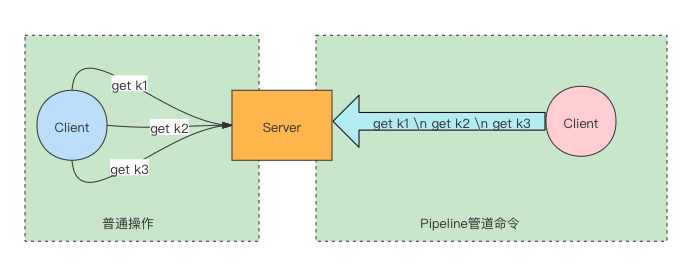 get k1
Client
get k2
get k3
普通操作
Server
get k1 \n get k2 \n get k3
Client
Pipeline管道命令